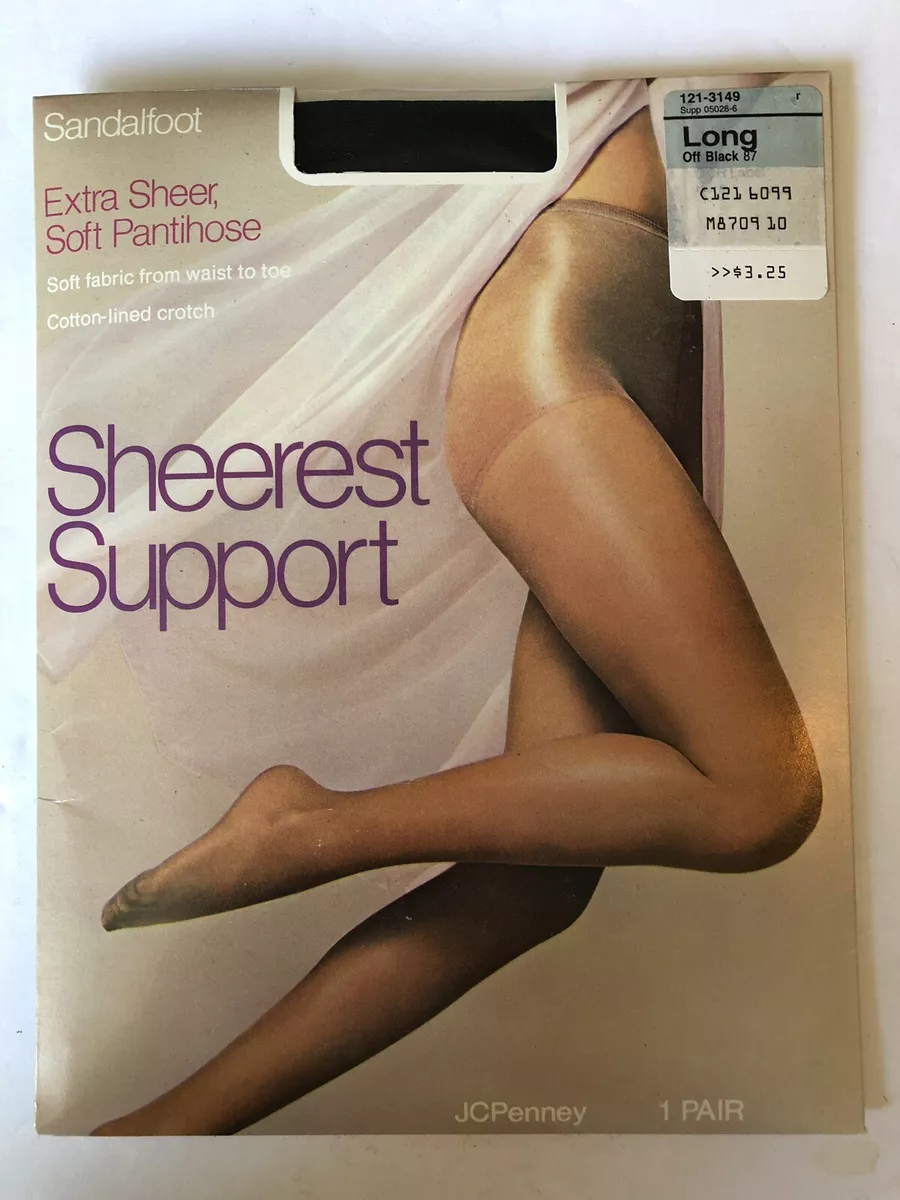 Sandalfoot
Extra Sheer,
Soft Pantihose
Soft fabric from waist to toe
Cotton-lined crotch
Sheerest
Support
121-3149 r
Supp 05028-6
Long
Off Black 87
C121 6099
M8709 10
>>$3.25
JCPenney 1 PAIR